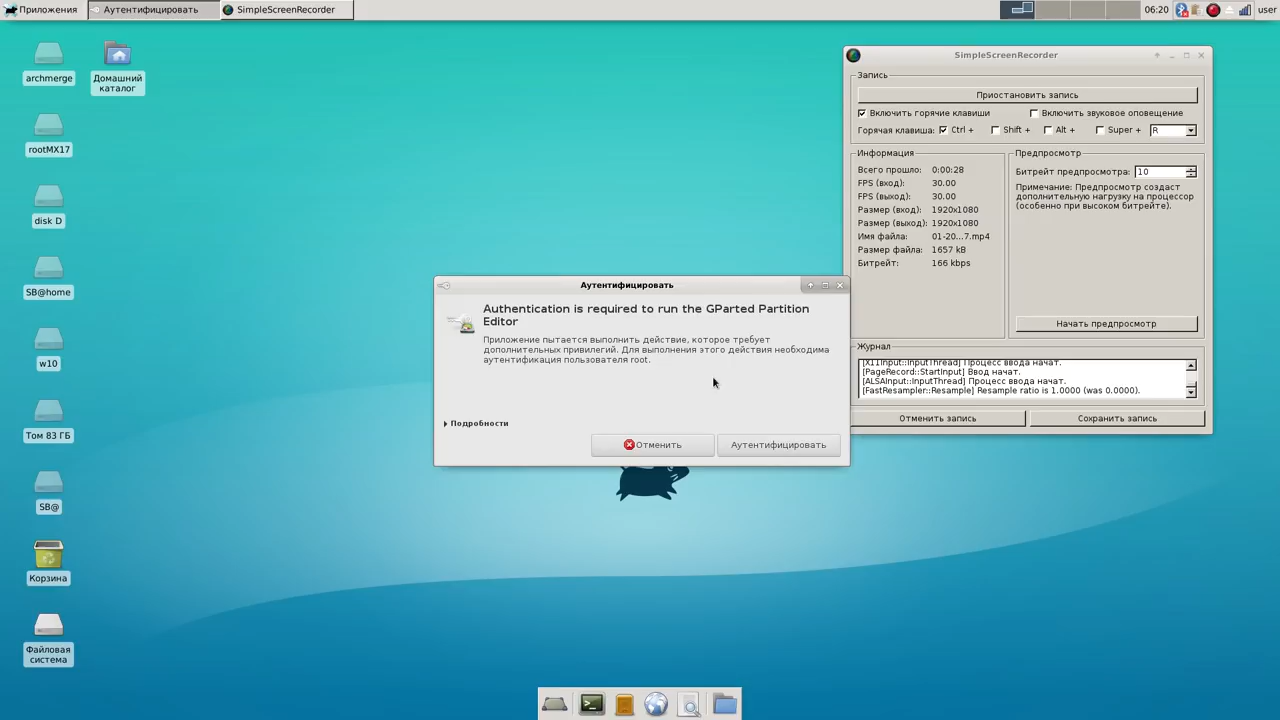 Приложения
Аутентифицировать
SimpleScreenRecorder
06:20
user
archmerge
Домашний
каталог
rootMX17
disk D
SB@home
w10
Том 83 ГБ
SB@
Корзина
Файловая
система
SimpleScreenRecorder
Запись
Приостановить запись
Включить горячие клавиши
Включить звуковое оповещение
Горячая клавиша: Ctrl + Shift + Alt + Super + R
Информация
Всего прошло: 0:00:28
FPS (вход): 30.00
FPS (выход): 30.00
Размер (вход): 1920x1080
Размер (выход): 1920x1080
Имя файла: 01-20...7.mp4
Размер файла: 1657 kB
Битрейт: 166 kbps
Предпросмотр
Битрейт предпросмотра: 10
Примечание: Предпросмотр создаст
дополнительную нагрузку на процессор
(особенно при высоком битрейте).
Начать предпросмотр
Журнал
[X11Input::InputThread] Процесс ввода начат.
[PageRecord::StartInput] Ввод начат.
[ALSAInput::InputThread] Процесс ввода начат.
[FastResampler::Resample] Resample ratio is 1.0000 (was 0.0000).
Отменить запись
Сохранить запись
Аутентифицировать
Authentication is required to run the GParted Partition
Editor
Приложение пытается выполнить действие, которое требует
дополнительных привилегий. Для выполнения этого действия необходима
аутентификация пользователя root.
Подробности
Отменить
Аутентифицировать